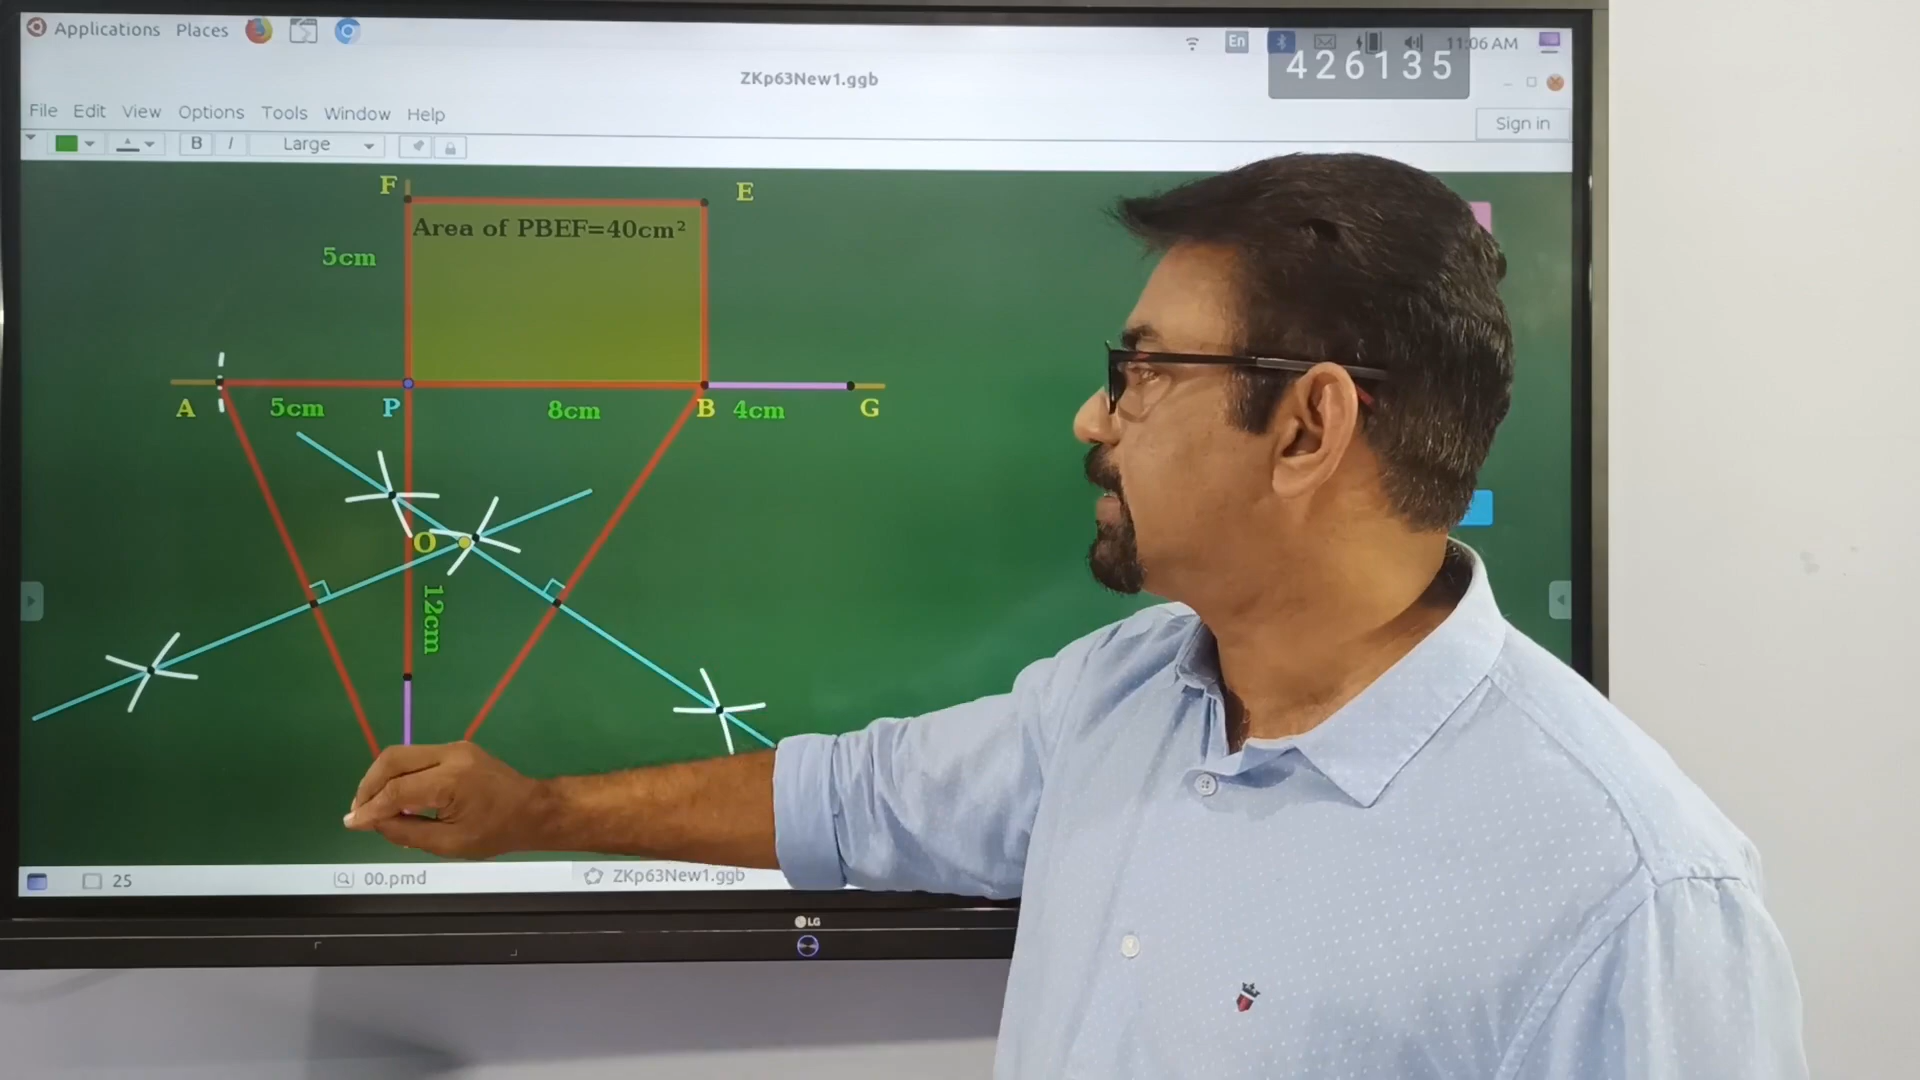 Applications Places
En
11:06 AM
426135
ZKp63New1.ggb
File Edit View Options Tools Window Help
Sign in
B I Large
F
E
Area of PBEF=40cm²
5cm
A 5cm P 8cm B 4cm G
O
12cm
25 00.pmd ZKp63New1.ggb
LG